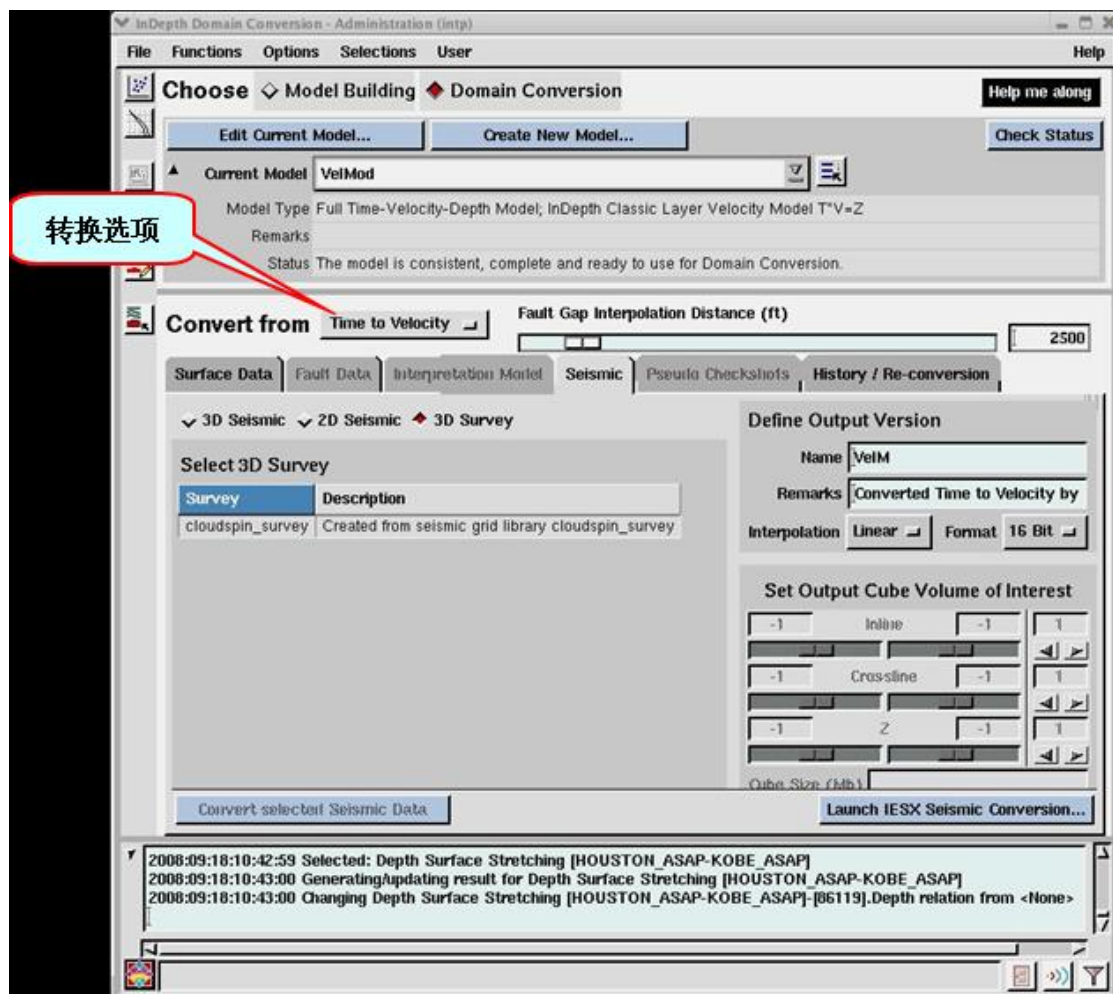 InDepth Domain Conversion - Administration (intp)
File Functions Options Selections User Help
Choose Model Building Domain Conversion Help me along
Edit Current Model... Create New Model... Check Status
Current Model VelMod
Model Type Full Time-Velocity-Depth Model; InDepth Classic Layer Velocity Model T*V=Z
转换选项
Remarks
Status The model is consistent, complete and ready to use for Domain Conversion.
Convert from Time to Velocity Fault Gap Interpolation Distance (ft) 2500
Surface Data Fault Data Interpretation Model Seismic Pseudo Checkshots History / Re-conversion
3D Seismic 2D Seismic 3D Survey
Select 3D Survey
Survey Description
cloudspin_survey Created from seismic grid library cloudspin_survey
Define Output Version
Name VelM
Remarks Converted Time to Velocity by
Interpolation Linear Format 16 Bit
Set Output Cube Volume of Interest
-1 Inline -1 1
-1 Crossline -1 1
-1 Z -1 1
Cube Size (Mb)
Convert selected Seismic Data Launch IESX Seismic Conversion...
2008:09:18:10:42:59 Selected: Depth Surface Stretching [HOUSTON_ASAP-KOBE_ASAP]
2008:09:18:10:43:00 Generating/updating result for Depth Surface Stretching [HOUSTON_ASAP-KOBE_ASAP]
2008:09:18:10:43:00 Changing Depth Surface Stretching [HOUSTON_ASAP-KOBE_ASAP]-[86119].Depth relation from <None>